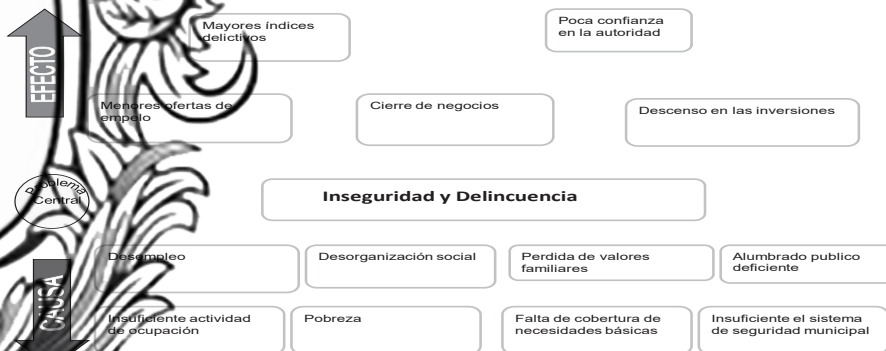 Mayores índices
delictivos
Poca confianza
en la autoridad
EFECTO
Menores ofertas de
empelo
Cierre de negocios
Descenso en las inversiones
Problema
Central
Inseguridad y Delincuencia
Desempleo
Desorganización social
Perdida de valores
familiares
Alumbrado publico
deficiente
CAUSA
Insuficiente actividad
de ocupación
Pobreza
Falta de cobertura de
necesidades básicas
Insuficiente el sistema
de seguridad municipal